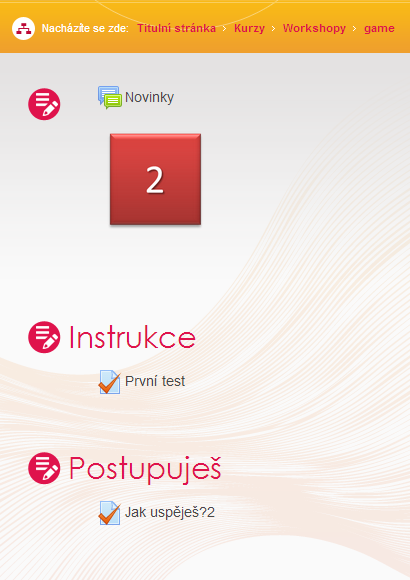 Nacházíte se zde: Titulní stránka › Kurzy › Workshopy › game
Novinky
2
Instrukce
První test
Postupuješ
Jak uspěješ?2